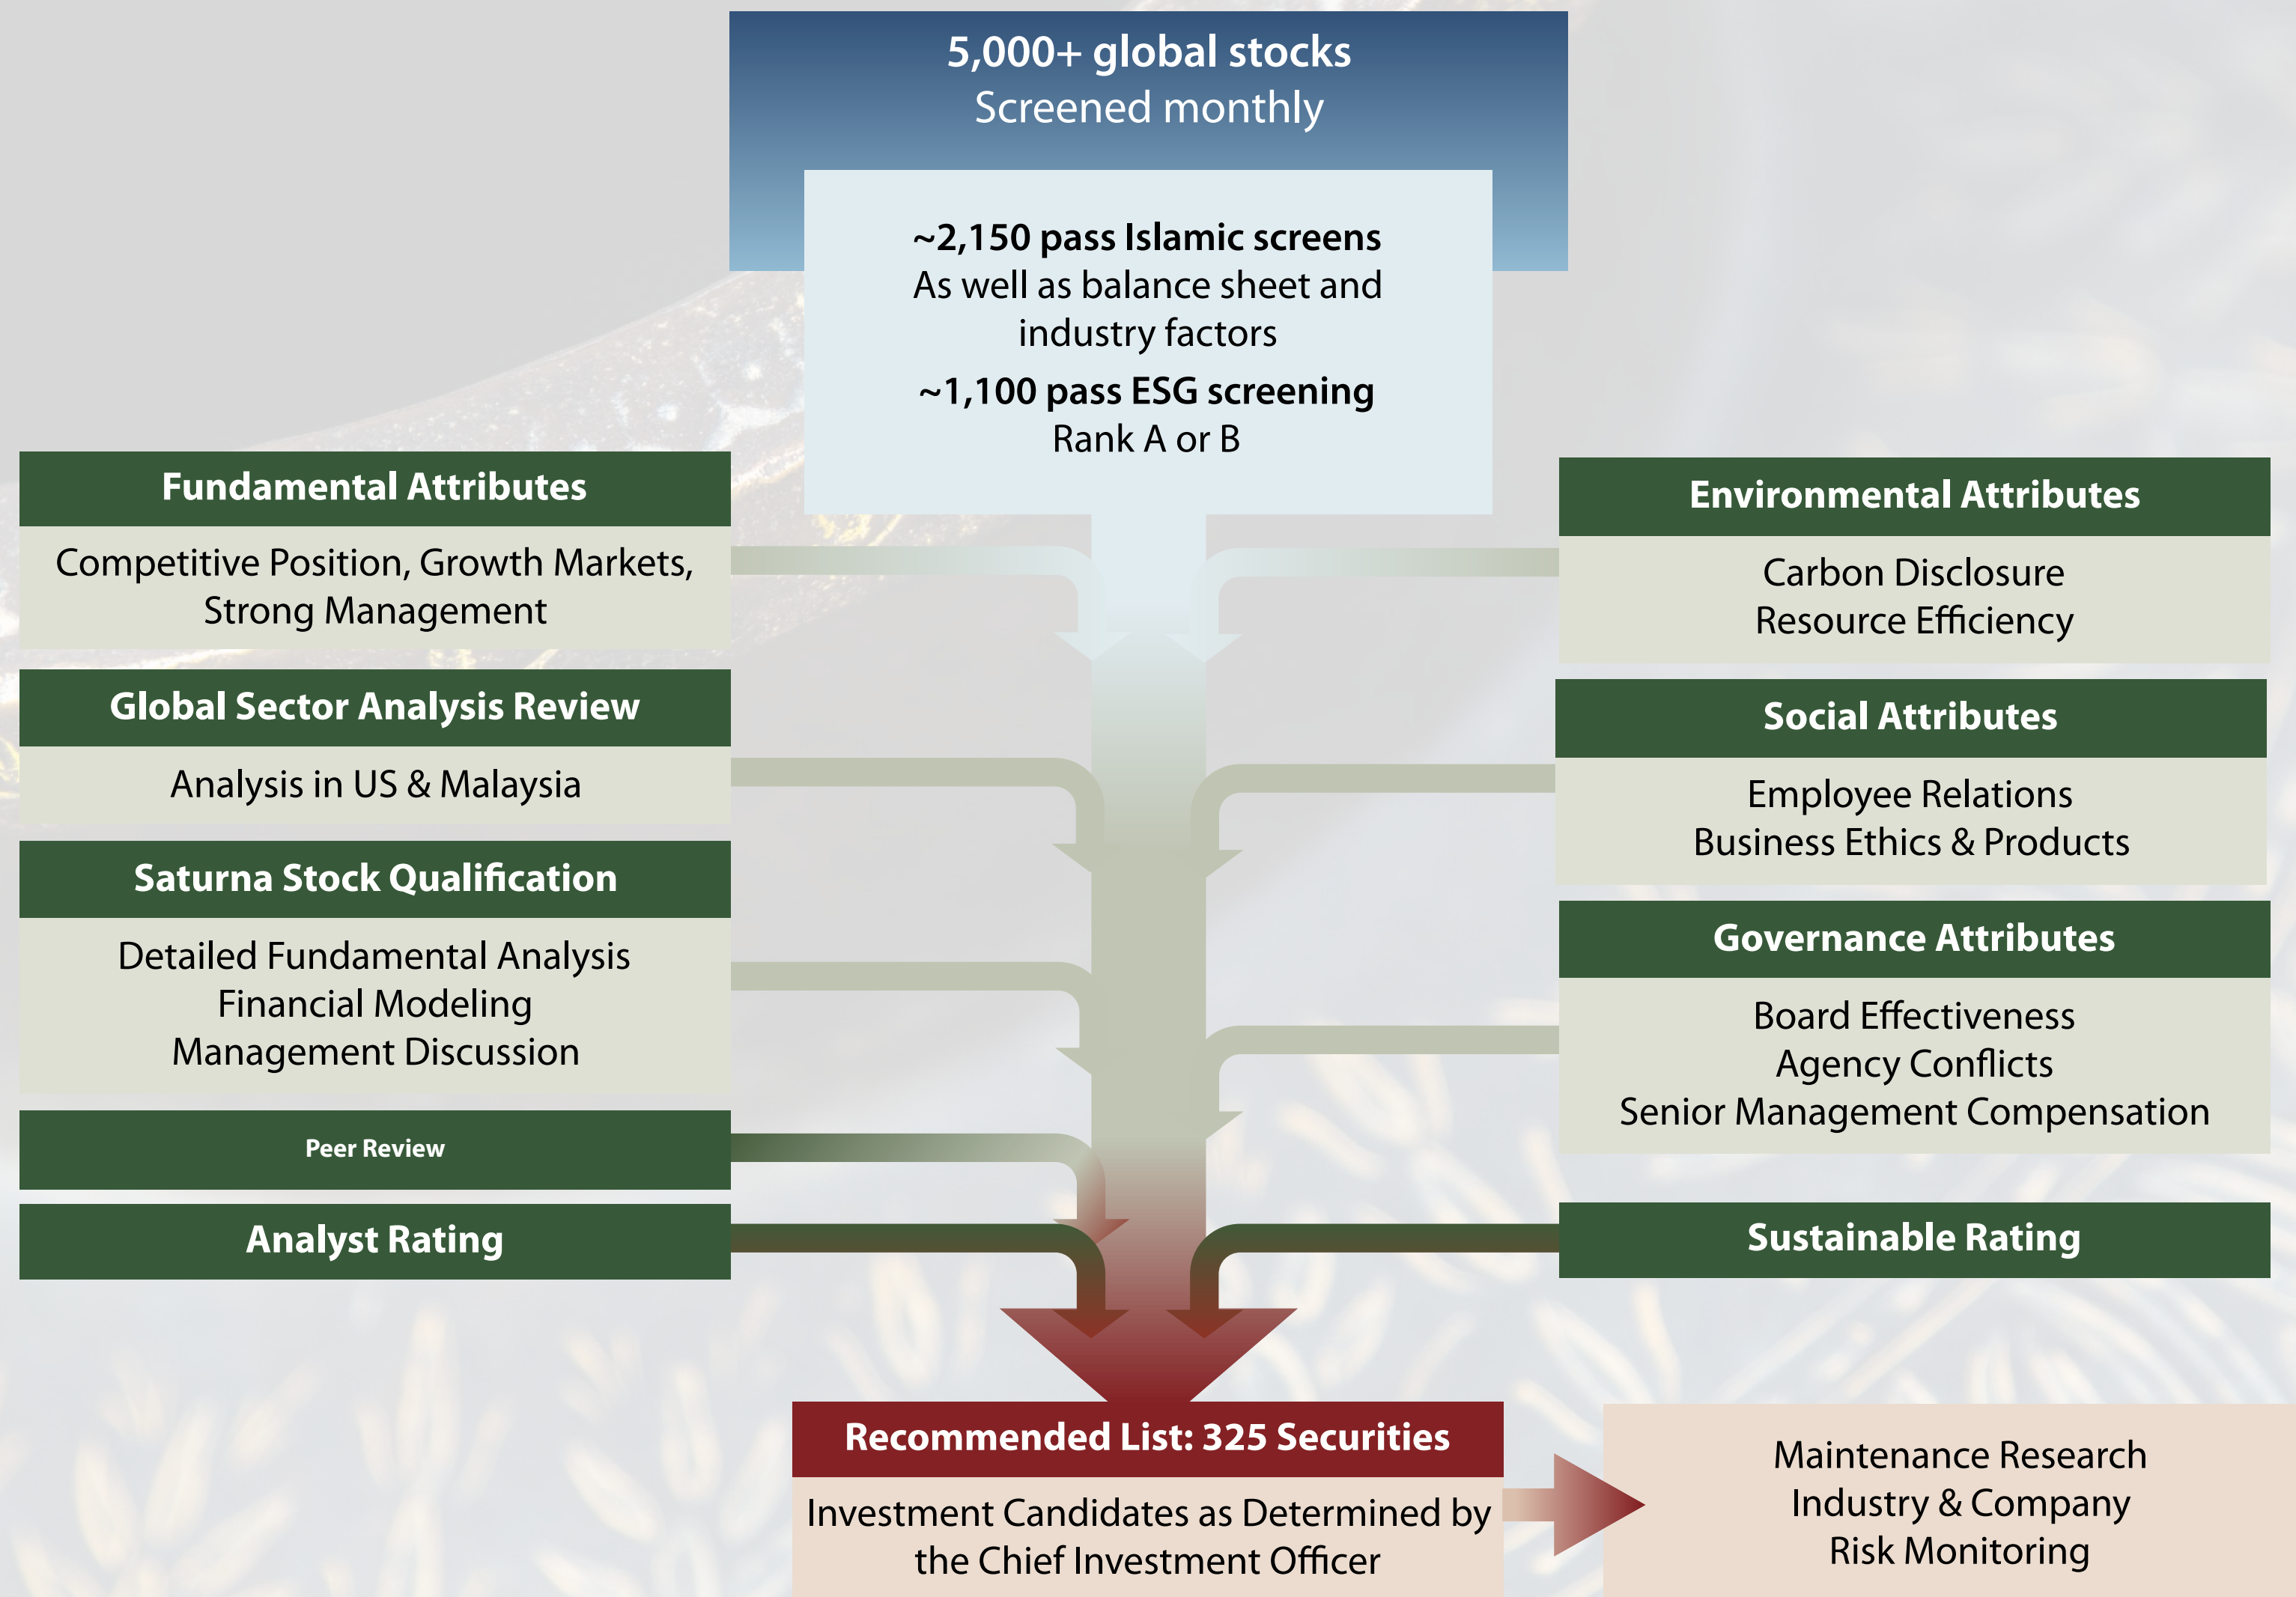 5,000+ global stocks
Screened monthly
~2,150 pass Islamic screens
As well as balance sheet and
industry factors
~1,100 pass ESG screening
Rank A or B
Fundamental Attributes
Competitive Position, Growth Markets,
Strong Management
Global Sector Analysis Review
Analysis in US & Malaysia
Saturna Stock Qualification
Detailed Fundamental Analysis
Financial Modeling
Management Discussion
Peer Review
Analyst Rating
Environmental Attributes
Carbon Disclosure
Resource Efficiency
Social Attributes
Employee Relations
Business Ethics & Products
Governance Attributes
Board Effectiveness
Agency Conflicts
Senior Management Compensation
Sustainable Rating
Recommended List: 325 Securities
Investment Candidates as Determined by
the Chief Investment Officer
Maintenance Research
Industry & Company
Risk Monitoring